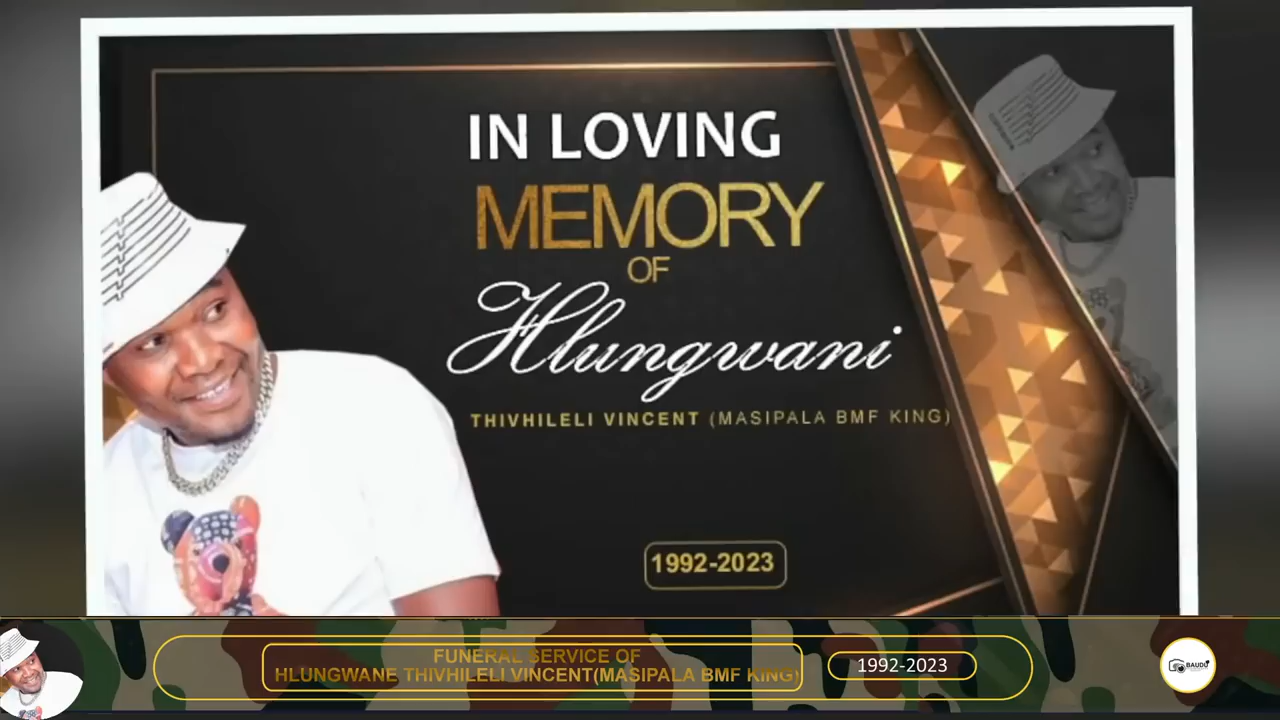 IN LOVING
MEMORY
OF
Hlungwani
THIVHILELI VINCENT (MASIPALA BMF KING)
1992-2023
FUNERAL SERVICE OF
HLUNGWANE THIVHILELI VINCENT(MASIPALA BMF KING)
1992-2023
BAUDU